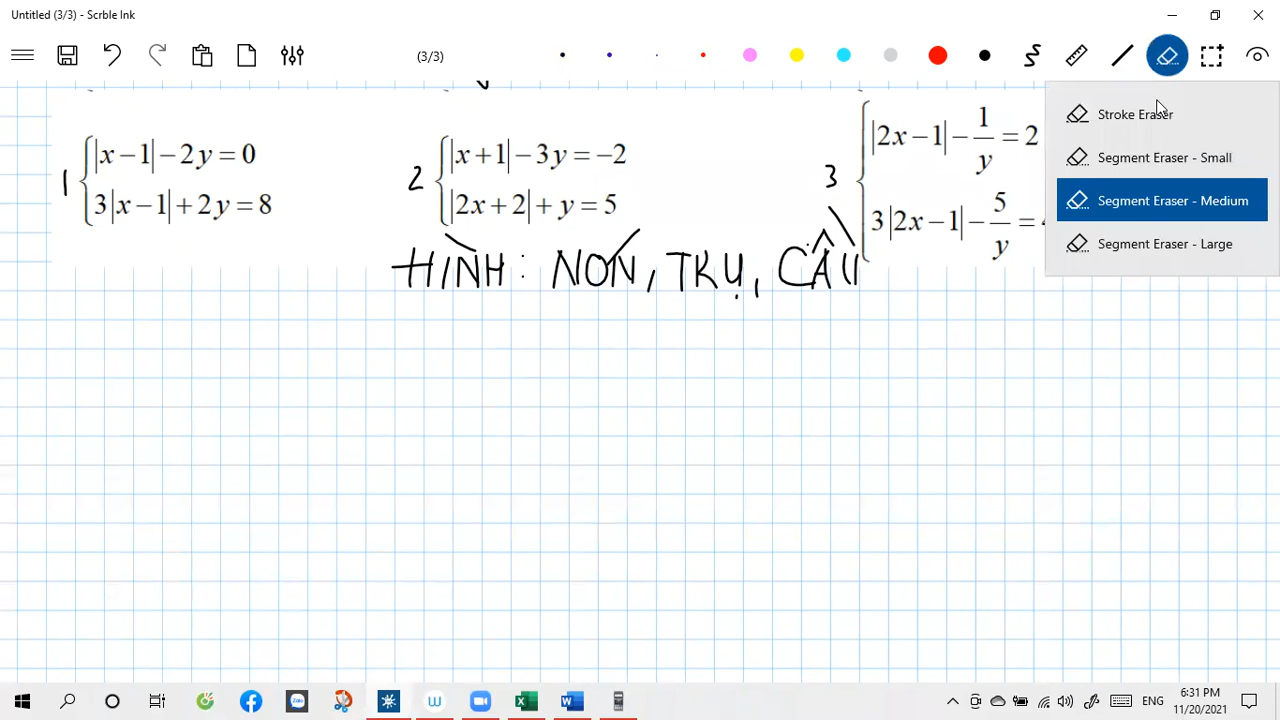 Untitled (3/3) - Scrble Ink
(3/3)
Stroke Eraser
Segment Eraser - Small
Segment Eraser - Medium
Segment Eraser - Large
1 |x−1|−2y=0
3|x−1|+2y=8
2 |x+1|−3y=−2
|2x+2|+y=5
3 |2x−1|−1/y=2
3|2x−1|−5/y=
HÌNH: NÓN, TRỤ, CẦU
Zalo
ENG
6:31 PM
11/20/2021